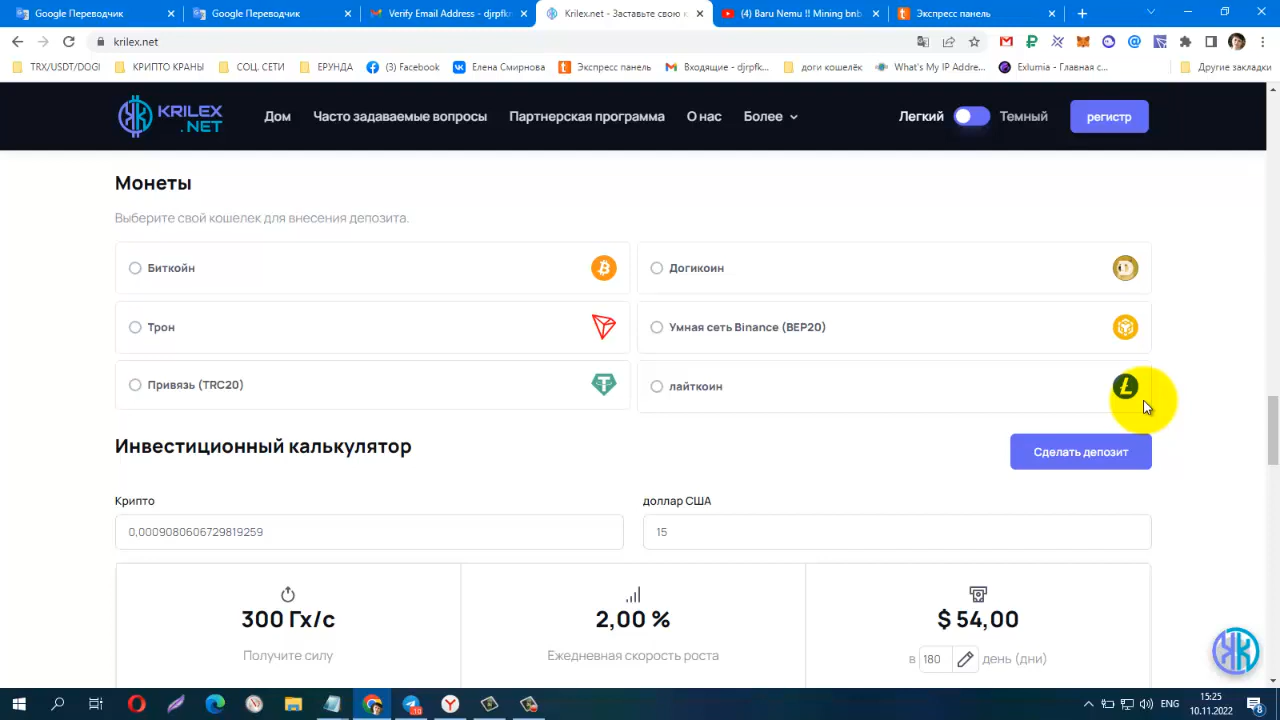 Google Переводчик
Google Переводчик
Verify Email Address - djrpfk
Krilex.net - Заставьте свою к
(4) Baru Nemu !! Mining bnb
Экспресс панель
krilex.net
TRX/USDT/DOGI
КРИПТО КРАНЫ
СОЦ. СЕТИ
ЕРУНДА
(3) Facebook
Елена Смирнова
Экспресс панель
Входящие - djrpfk...
доги кошелёк
What's My IP Addre...
Exlumia - Главная с...
Другие закладки
KRILEX
.NET
Дом
Часто задаваемые вопросы
Партнерская программа
О нас
Более
Легкий
Темный
регистр
Монеты
Выберите свой кошелек для внесения депозита.
Биткойн
Догикоин
Трон
Умная сеть Binance (BEP20)
Привязь (TRC20)
лайткоин
Инвестиционный калькулятор
Сделать депозит
Крипто
доллар США
0,0009080606729819259
15
300 Гх/с
2,00 %
$ 54,00
Получите силу
Ежедневная скорость роста
в 180 день (дни)
ENG
15:25
10.11.2022